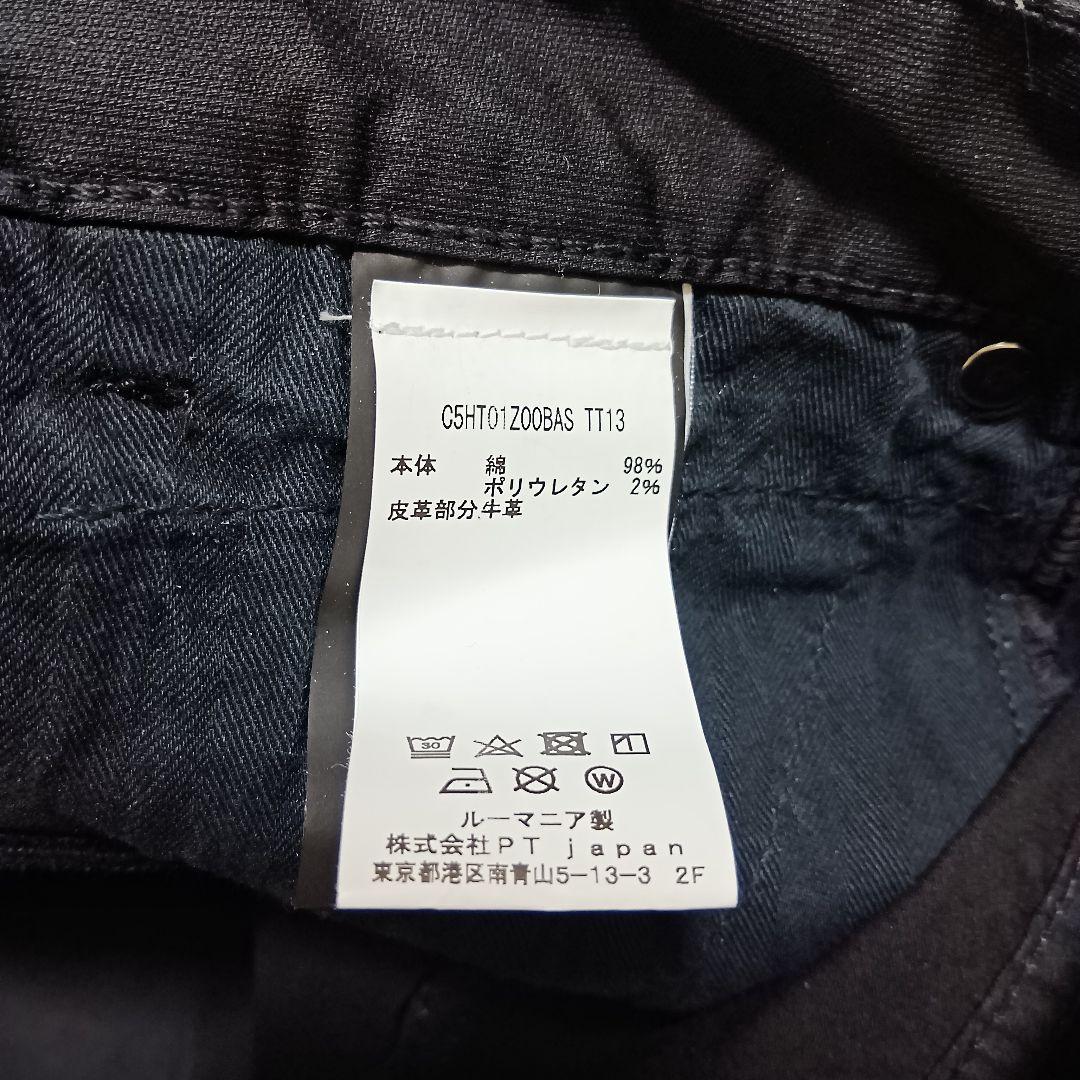 C5HT01Z00BAS TT13
本体 綿 98%
ポリウレタン 2%
皮革部分 牛革
30
W
ルーマニア製
株式会社PT japan
東京都港区南青山5-13-3 2F